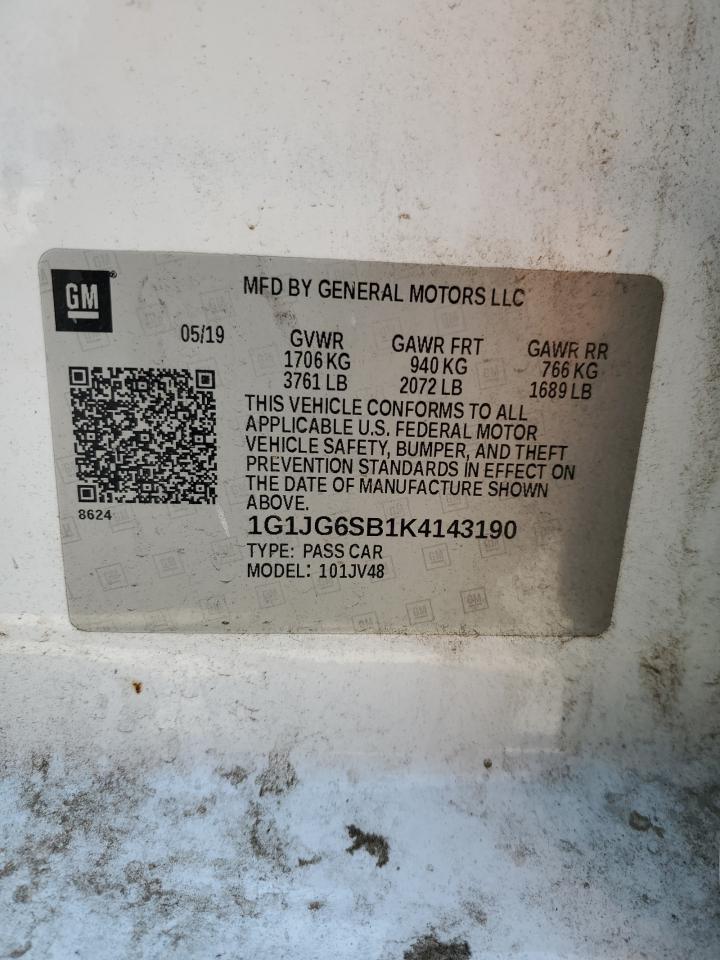 GM
MFD BY GENERAL MOTORS LLC
05/19
GVWR
1706 KG
3761 LB
GAWR FRT
940 KG
2072 LB
GAWR RR
766 KG
1689 LB
THIS VEHICLE CONFORMS TO ALL
APPLICABLE U.S. FEDERAL MOTOR
VEHICLE SAFETY, BUMPER, AND THEFT
PREVENTION STANDARDS IN EFFECT ON
THE DATE OF MANUFACTURE SHOWN
ABOVE.
8624
1G1JG6SB1K4143190
TYPE: PASS CAR
MODEL: 101JV48